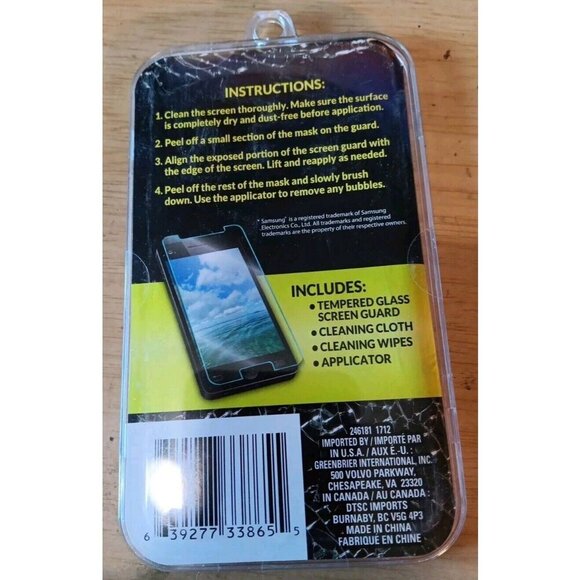 INSTRUCTIONS:
1. Clean the screen thoroughly. Make sure the surface
is completely dry and dust-free before application.
2. Peel off a small section of the mask on the guard.
3. Align the exposed portion of the screen guard with
the edge of the screen. Lift and reapply as needed.
4. Peel off the rest of the mask and slowly brush
down. Use the applicator to remove any bubbles.
* Samsung® is a registered trademark of Samsung
Electronics Co., Ltd. All trademarks and registered
trademarks are the property of their respective owners.
INCLUDES:
• TEMPERED GLASS
SCREEN GUARD
• CLEANING CLOTH
• CLEANING WIPES
• APPLICATOR
246181 1712
IMPORTED BY / IMPORTÉ PAR
IN U.S.A. / AUX É.-U. :
GREENBRIER INTERNATIONAL, INC.
500 VOLVO PARKWAY,
CHESAPEAKE, VA 23320
IN CANADA / AU CANADA :
DTSC IMPORTS
BURNABY, BC V5G 4P3
MADE IN CHINA
FABRIQUÉ EN CHINE
6 39277 33865 5